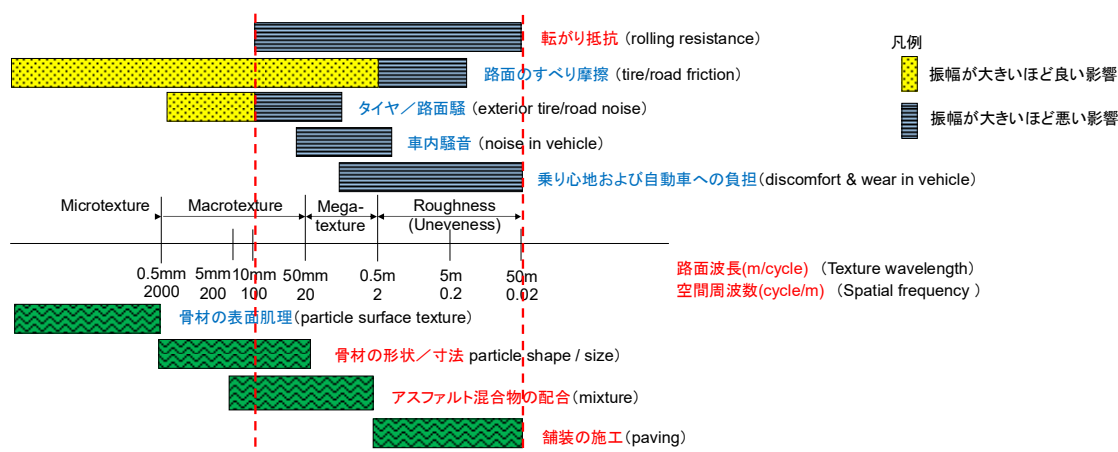 転がり抵抗 (rolling resistance)
凡例
路面のすべり摩擦 (tire/road friction)
振幅が大きいほど良い影響
タイヤ／路面騒 (exterior tire/road noise)
振幅が大きいほど悪い影響
車内騒音 (noise in vehicle)
乗り心地および自動車への負担(discomfort & wear in vehicle)
Microtexture Macrotexture Mega-texture Roughness (Uneveness)
0.5mm 5mm 10mm 50mm 0.5m 5m 50m
2000 200 100 20 2 0.2 0.02
路面波長(m/cycle) （Texture wavelength)
空間周波数(cycle/m) （Spatial frequency ）
骨材の表面肌理(particle surface texture)
骨材の形状／寸法 particle shape / size)
アスファルト混合物の配合(mixture)
舗装の施工(paving)